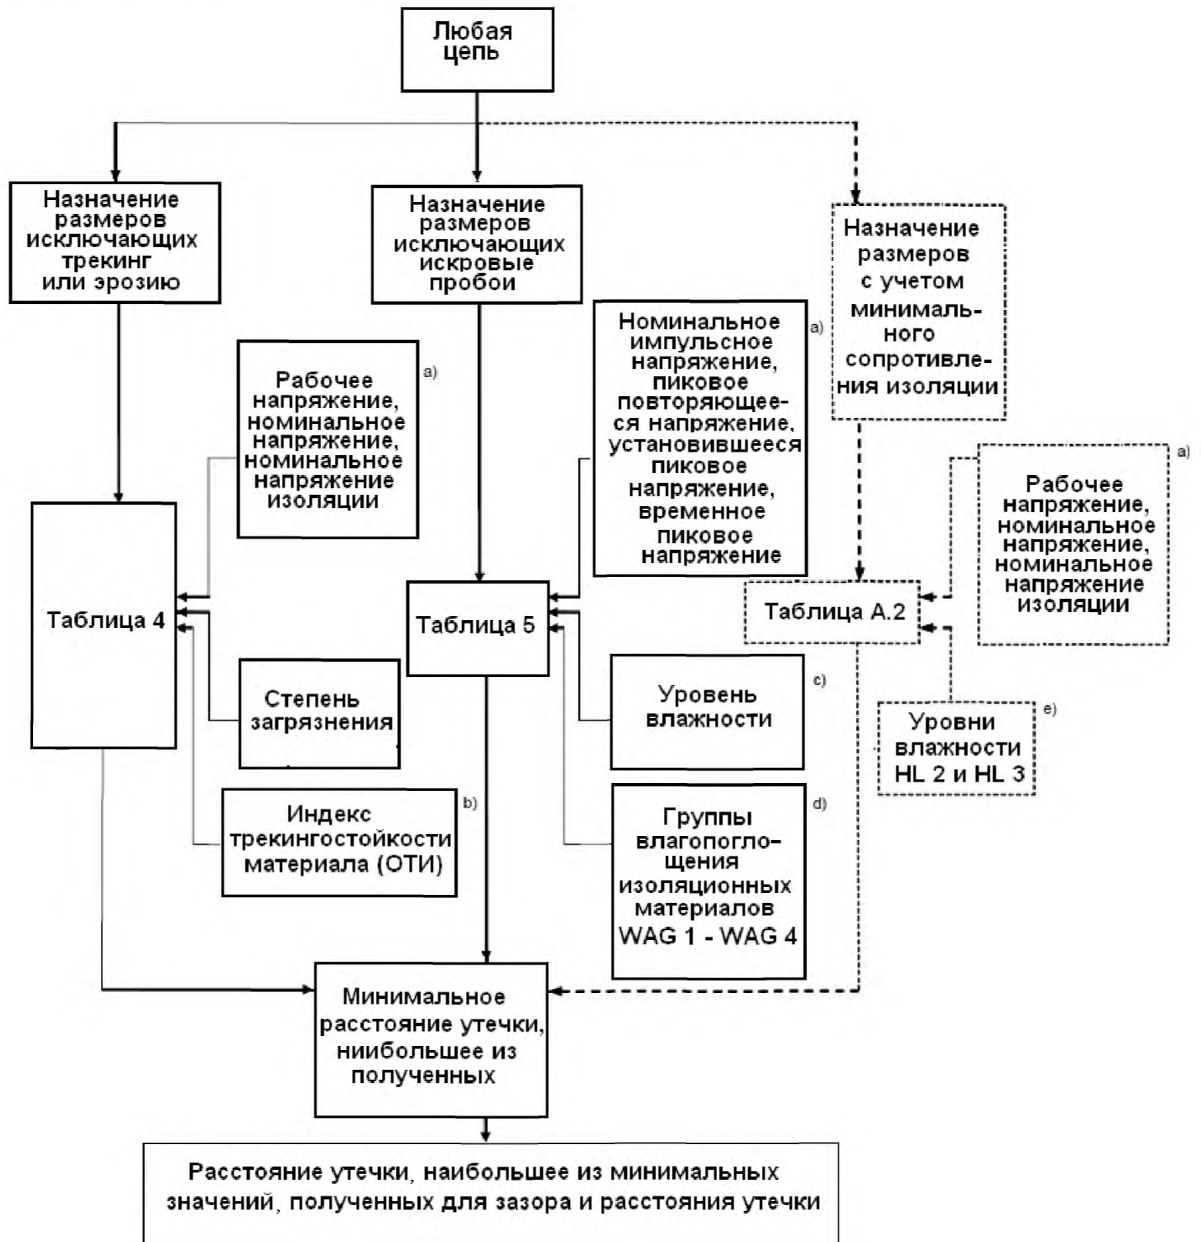 Любая
цепь
Назначение
размеров
исключающих
трекинг
или эрозию
Назначение
размеров
исключающих
искровые
пробои
Назначение
размеров
с учетом
минималь-
ного
сопротивле-
ния изоляции
Рабочее
напряжение,
номинальное
напряжение,
номинальное
напряжение
изоляции
a)
Номинальное
импульсное
напряжение,
пиковое
повторяющее-
ся напряжение,
установившееся
пиковое
напряжение,
временное
пиковое
напряжение
a)
Рабочее
напряжение,
номинальное
напряжение,
номинальное
напряжение
изоляции
a)
Таблица 4
Таблица 5
Таблица А.2
Степень
загрязнения
Уровень
влажности
c)
Уровни
влажности
HL 2 и HL 3
e)
Индекс
трекингостойкости
материала (ОТИ)
b)
Группы
влагопогло-
щения
изоляционных
материалов
WAG 1 - WAG 4
d)
Минимальное
расстояние утечки,
ниибольшее из
полученных
Расстояние утечки, наибольшее из минимальных
значений, полученных для зазора и расстояния утечки